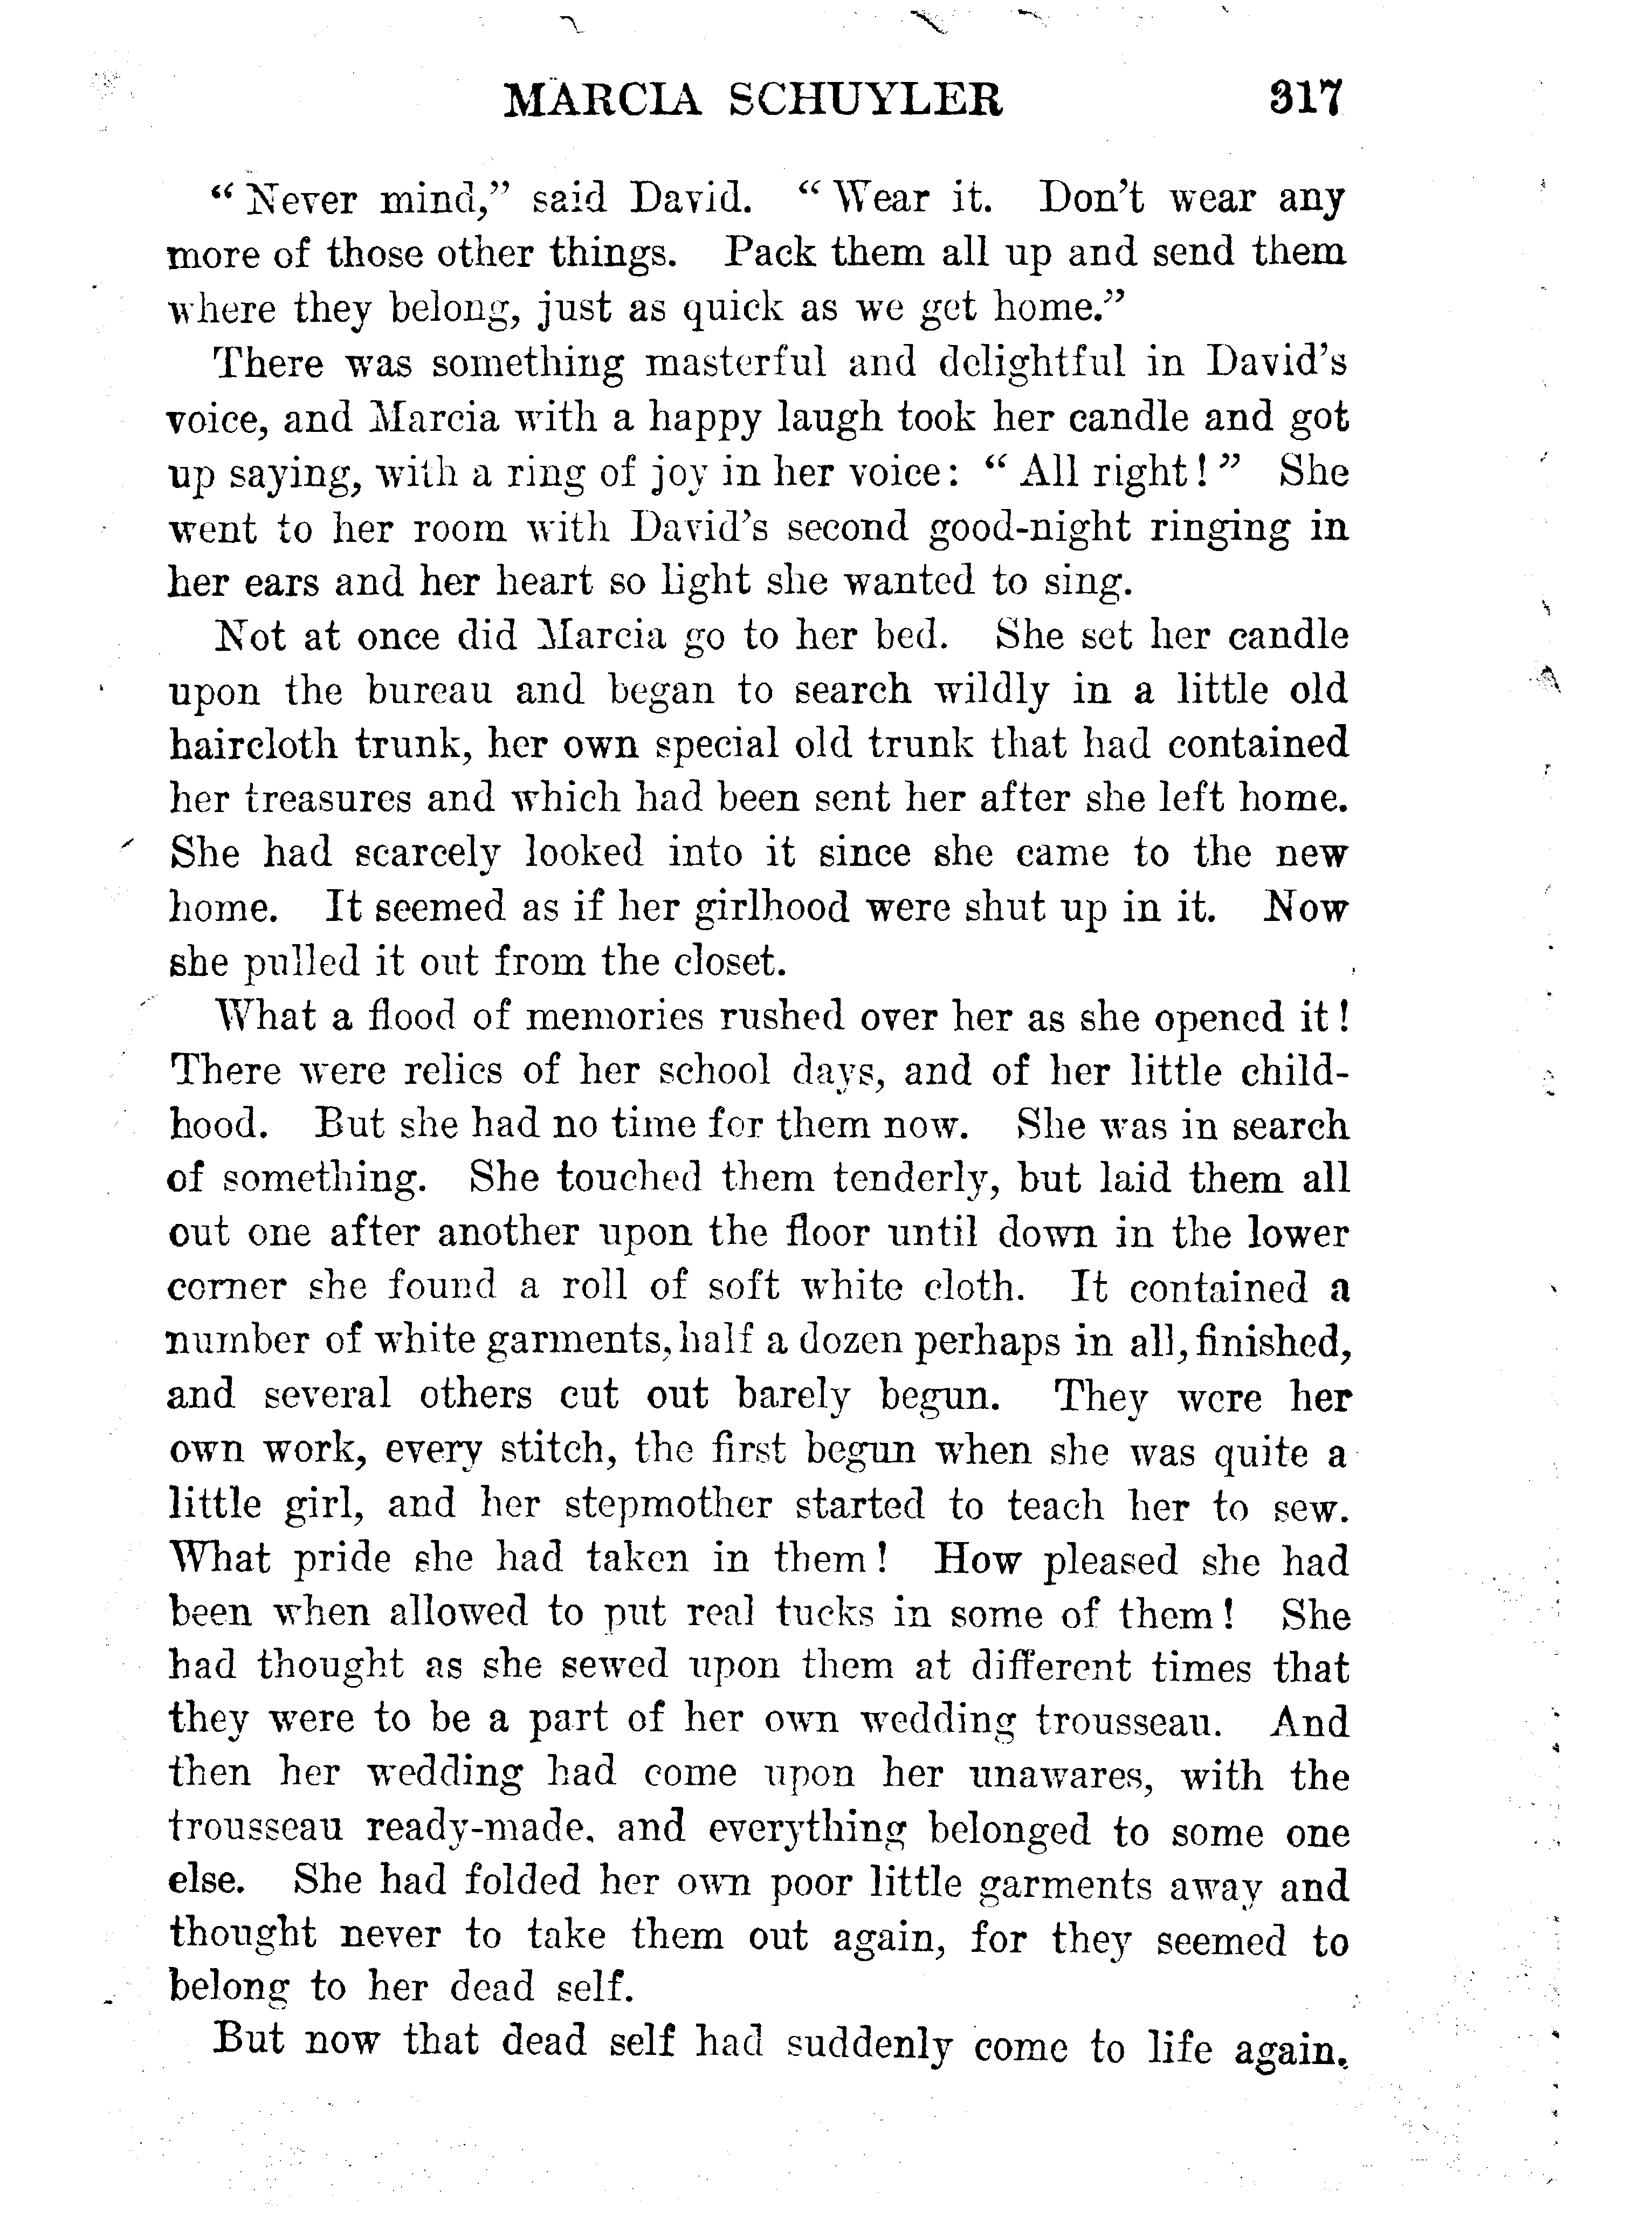 MARCIA SCHUYLER 317
“Never mind,” said David. “Wear it. Don’t wear any
more of those other things. Pack them all up and send them
where they belong, just as quick as we get home.”
There was something masterful and delightful in David’s
voice, and Marcia with a happy laugh took her candle and got
up saying, with a ring of joy in her voice: “All right!” She
went to her room with David’s second good-night ringing in
her ears and her heart so light she wanted to sing.
Not at once did Marcia go to her bed. She set her candle
upon the bureau and began to search wildly in a little old
haircloth trunk, her own special old trunk that had contained
her treasures and which had been sent her after she left home.
She had scarcely looked into it since she came to the new
home. It seemed as if her girlhood were shut up in it. Now
she pulled it out from the closet.
What a flood of memories rushed over her as she opened it!
There were relics of her school days, and of her little child-
hood. But she had no time for them now. She was in search
of something. She touched them tenderly, but laid them all
out one after another upon the floor until down in the lower
corner she found a roll of soft white cloth. It contained a
number of white garments, half a dozen perhaps in all, finished,
and several others cut out barely begun. They were her
own work, every stitch, the first begun when she was quite a
little girl, and her stepmother started to teach her to sew.
What pride she had taken in them! How pleased she had
been when allowed to put real tucks in some of them! She
had thought as she sewed upon them at different times that
they were to be a part of her own wedding trousseau. And
then her wedding had come upon her unawares, with the
trousseau ready-made, and everything belonged to some one
else. She had folded her own poor little garments away and
thought never to take them out again, for they seemed to
belong to her dead self.
But now that dead self had suddenly come to life again.